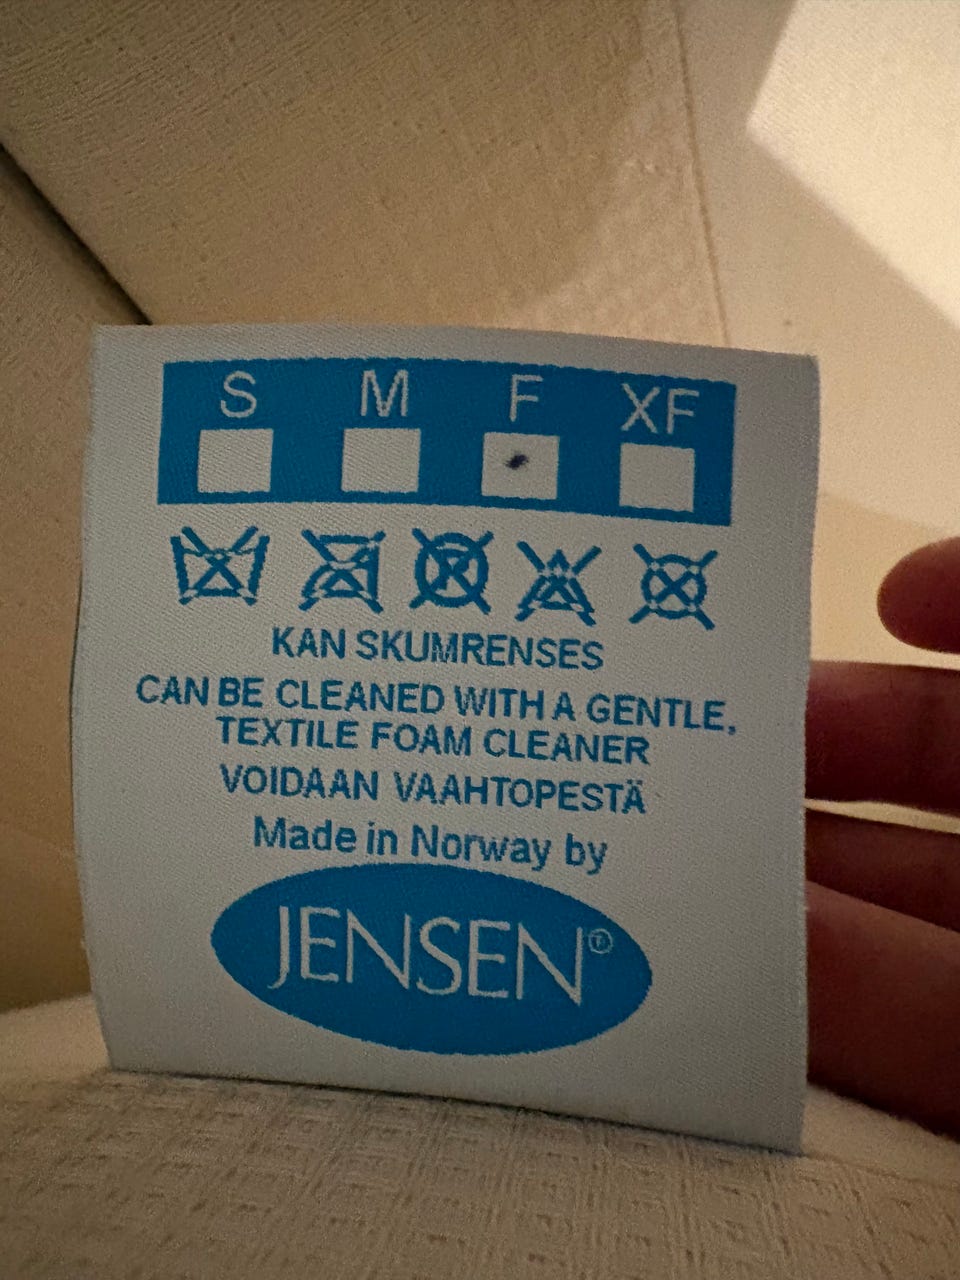 S M F XF
KAN SKUMRENSES
CAN BE CLEANED WITH A GENTLE,
TEXTILE FOAM CLEANER
VOIDAAN VAAHTOPESTÄ
Made in Norway by
JENSEN®